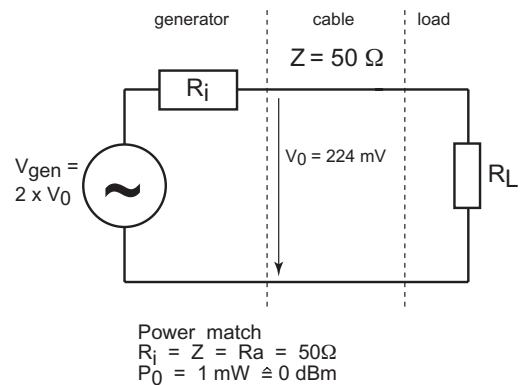 generator cable load
Z = 50 Ω
Ri
Vgen =
2 x V0
V0 = 224 mV
RL
~
Power match
Ri = Z = Ra = 50Ω
P0 = 1 mW ≙ 0 dBm